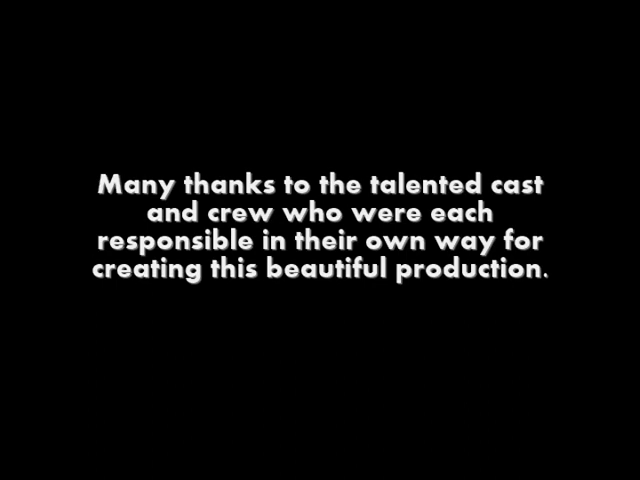 Many thanks to the talented cast
and crew who were each
responsible in their own way for
creating this beautiful production.